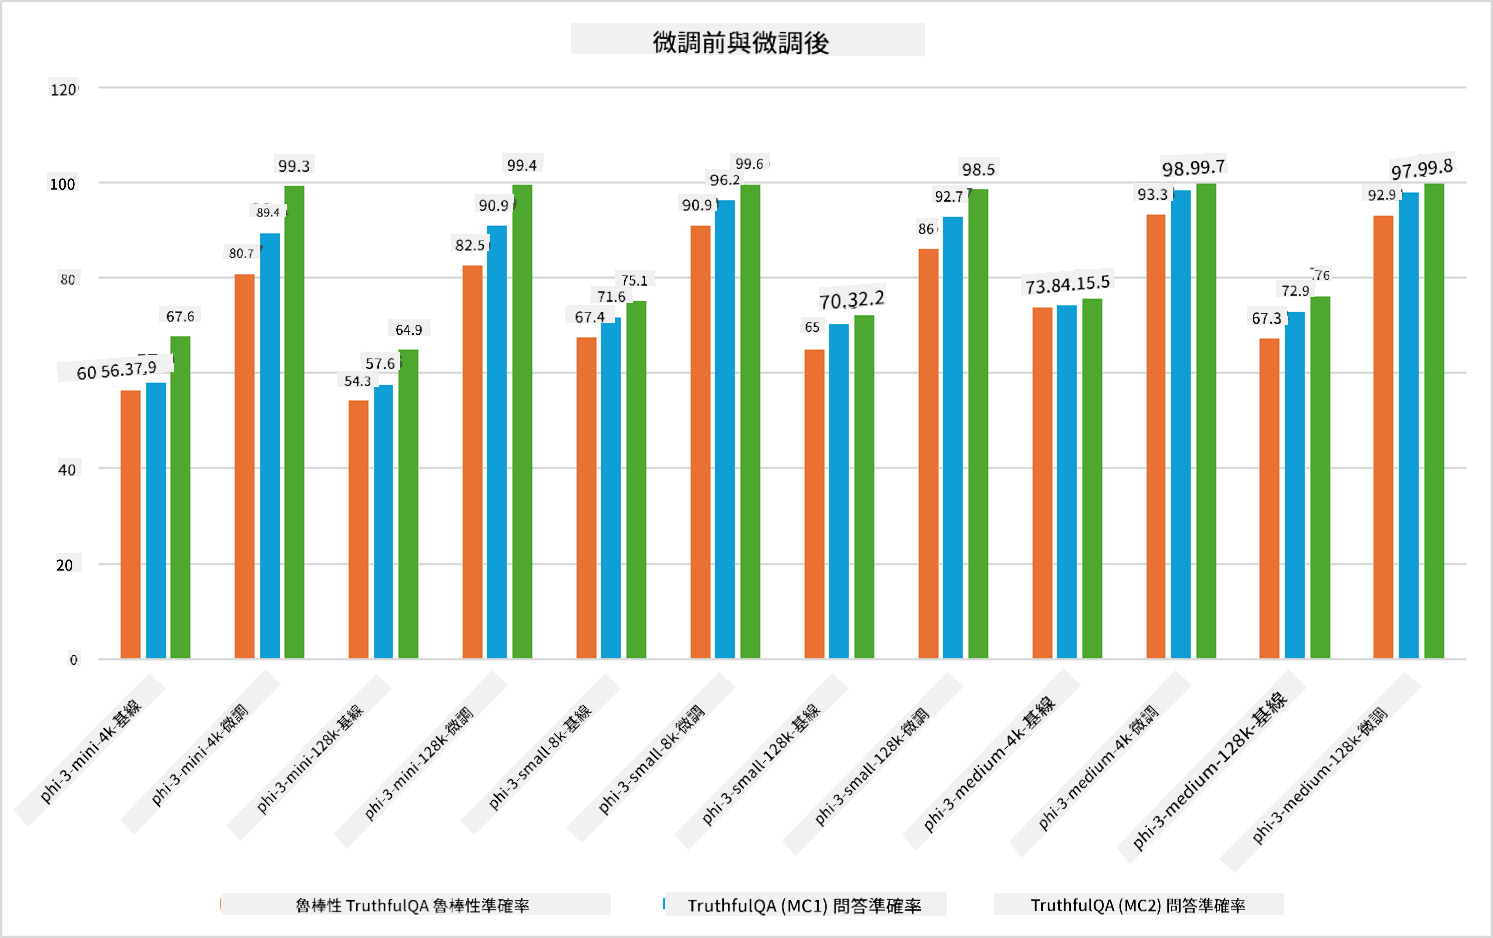 微調前與微調後
120
100
80
60
40
20
0
56.37.9
67.6
80.7
89.4
99.3
54.3
57.6
64.9
82.5
90.9
99.4
67.4
71.6
75.1
90.9
96.2
99.6
65
70.32.2
86
92.7
98.5
73.84.15.5
93.3
98.99.7
67.3
72.9
76
92.9
97.99.8
phi-3-mini-4k-基線
phi-3-mini-4k-微調
phi-3-mini-128k-基線
phi-3-mini-128k-微調
phi-3-small-8k-基線
phi-3-small-8k-微調
phi-3-small-128k-基線
phi-3-small-128k-微調
phi-3-medium-4k-基線
phi-3-medium-4k-微調
phi-3-medium-128k-基線
phi-3-medium-128k-微調
魯棒性 TruthfulQA 魯棒性準確率
TruthfulQA (MC1) 問答準確率
TruthfulQA (MC2) 問答準確率